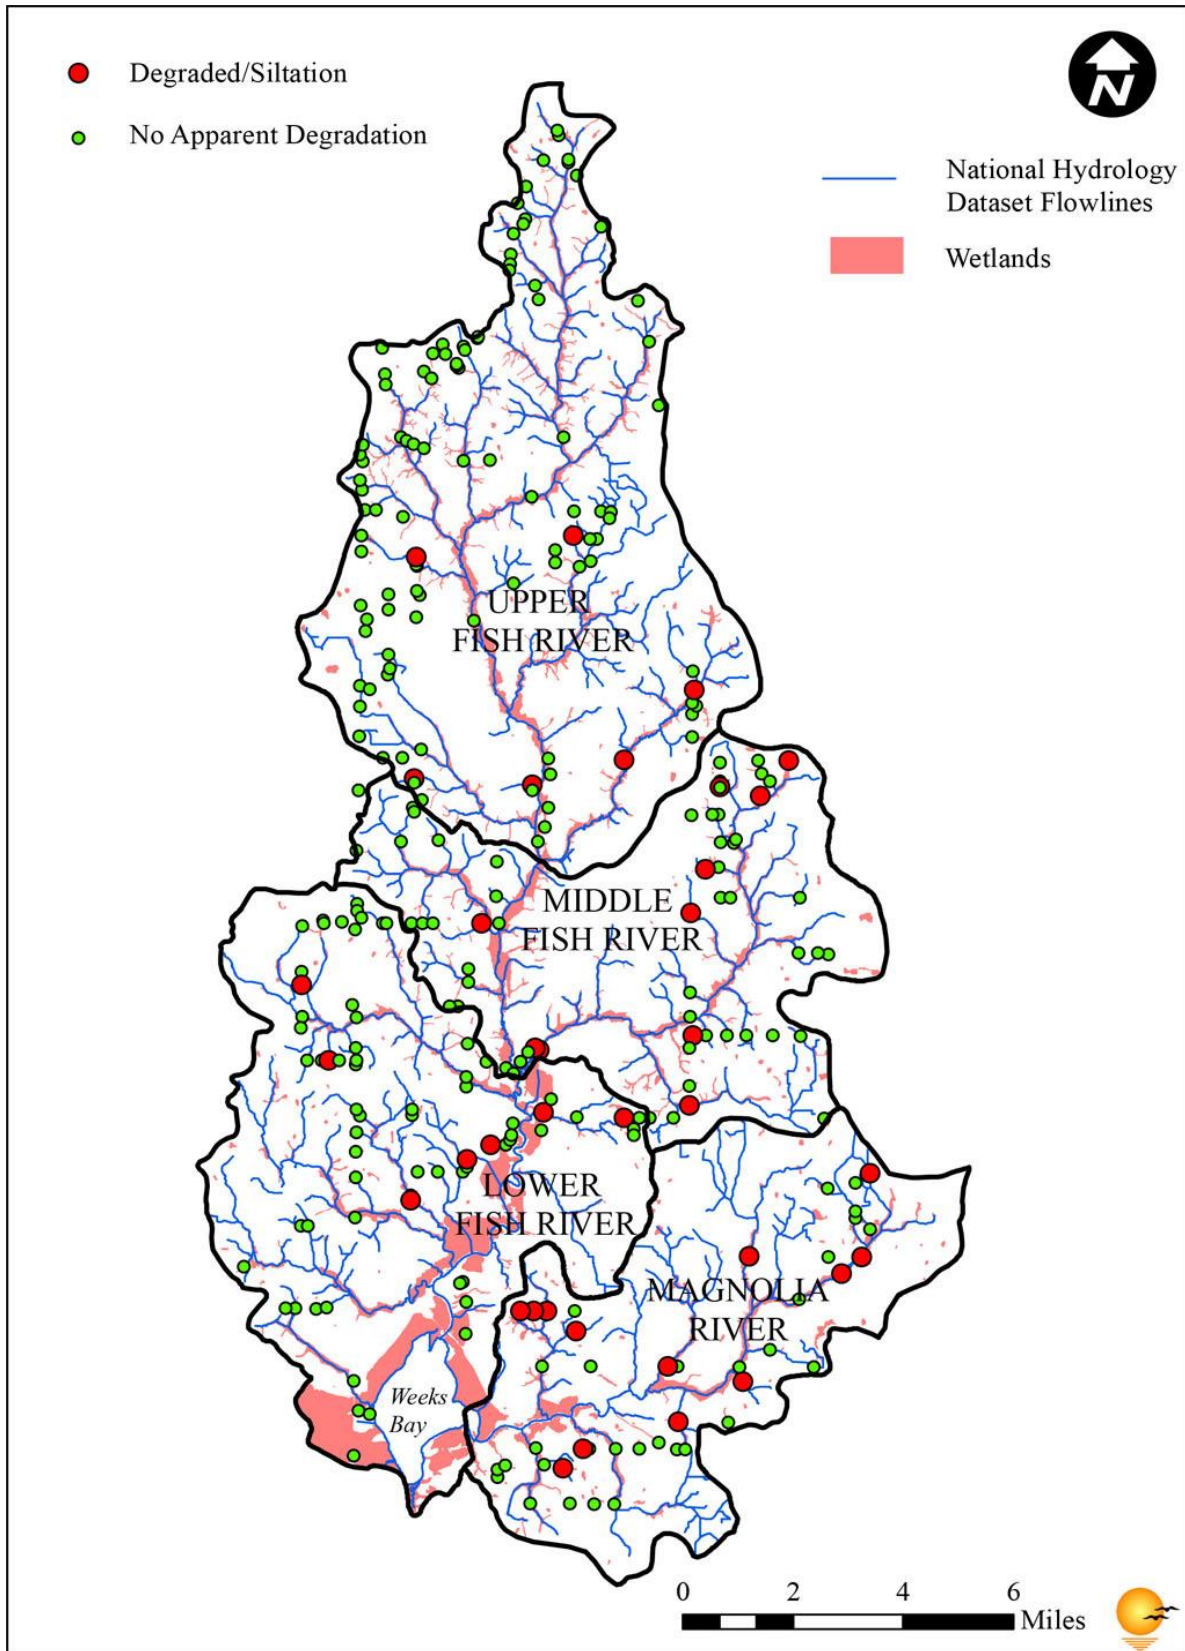 Degraded/Siltation
No Apparent Degradation
N
National Hydrology
Dataset Flowlines
Wetlands
UPPER
FISH RIVER
MIDDLE
FISH RIVER
LOWER
FISH RIVER
MAGNOLIA
RIVER
Weeks
Bay
0 2 4 6
Miles